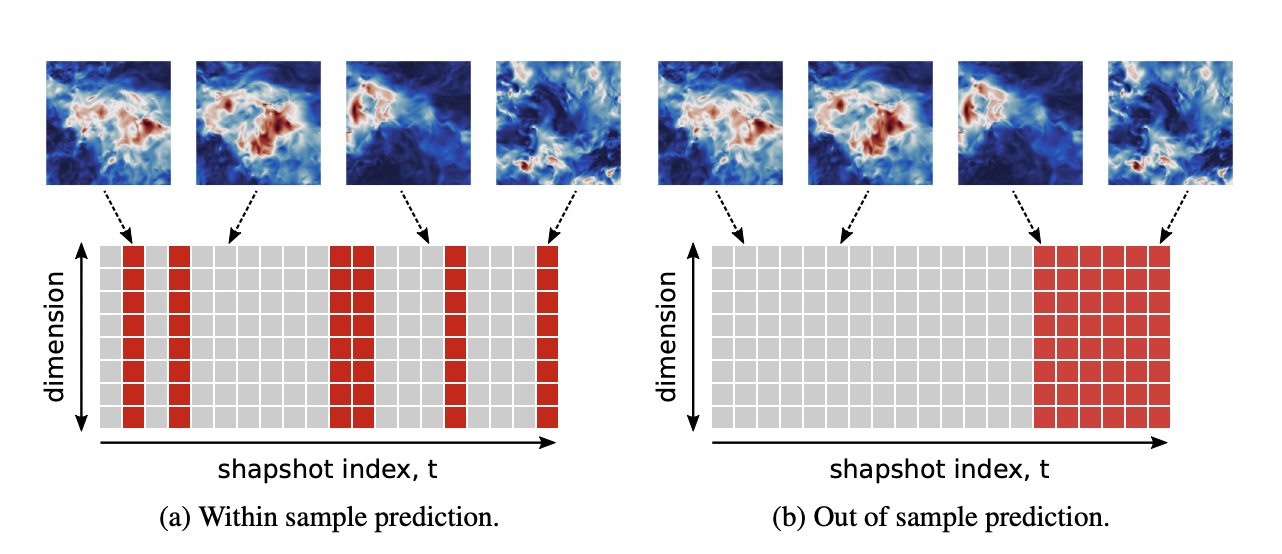 dimension
shapshot index, t
(a) Within sample prediction.
dimension
shapshot index, t
(b) Out of sample prediction.